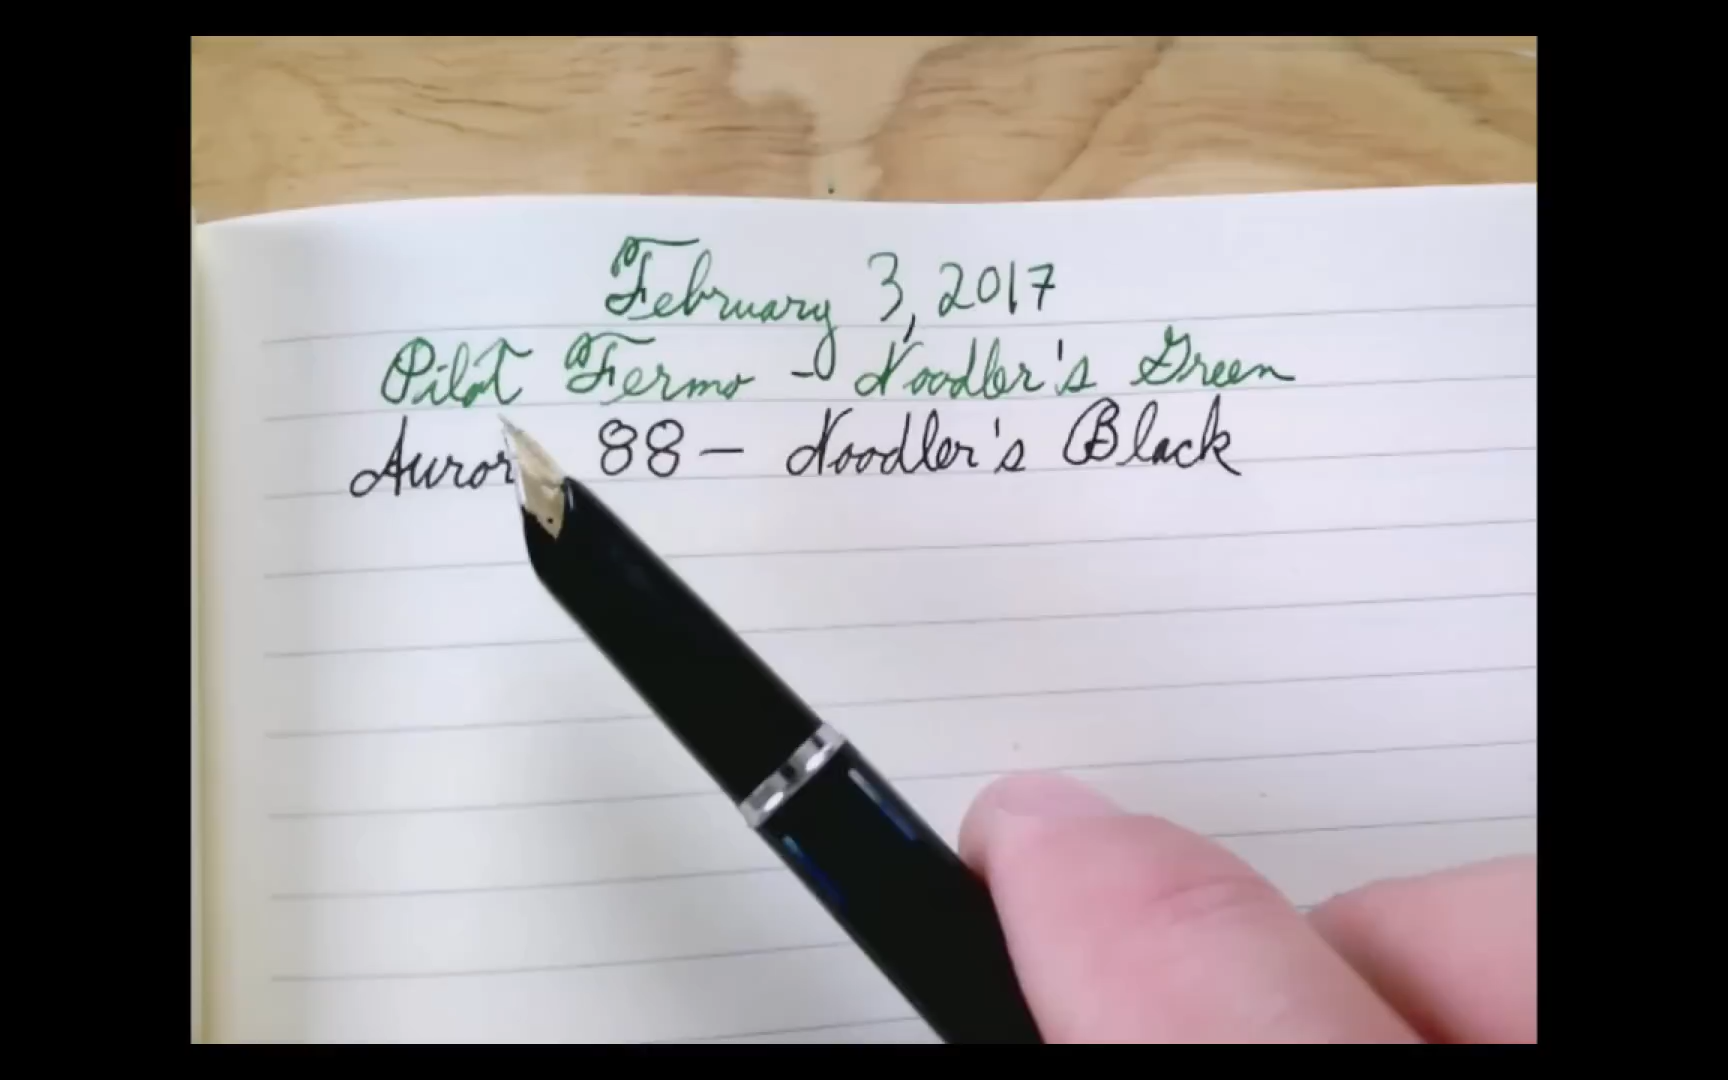 February 3, 2017
Pilot Fermo - Noodler's Green
Auror 88 - Noodler's Black